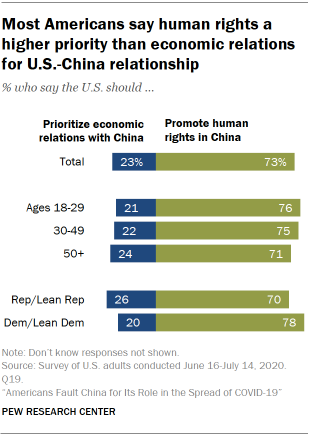 Most Americans say human rights a
higher priority than economic relations
for U.S.-China relationship
% who say the U.S. should ...
Prioritize economic relations with China
Promote human rights in China
Total 23% 73%
Ages 18-29 21 76
30-49 22 75
50+ 24 71
Rep/Lean Rep 26 70
Dem/Lean Dem 20 78
Note: Don't know responses not shown.
Source: Survey of U.S. adults conducted June 16-July 14, 2020.
Q19.
"Americans Fault China for Its Role in the Spread of COVID-19"
PEW RESEARCH CENTER